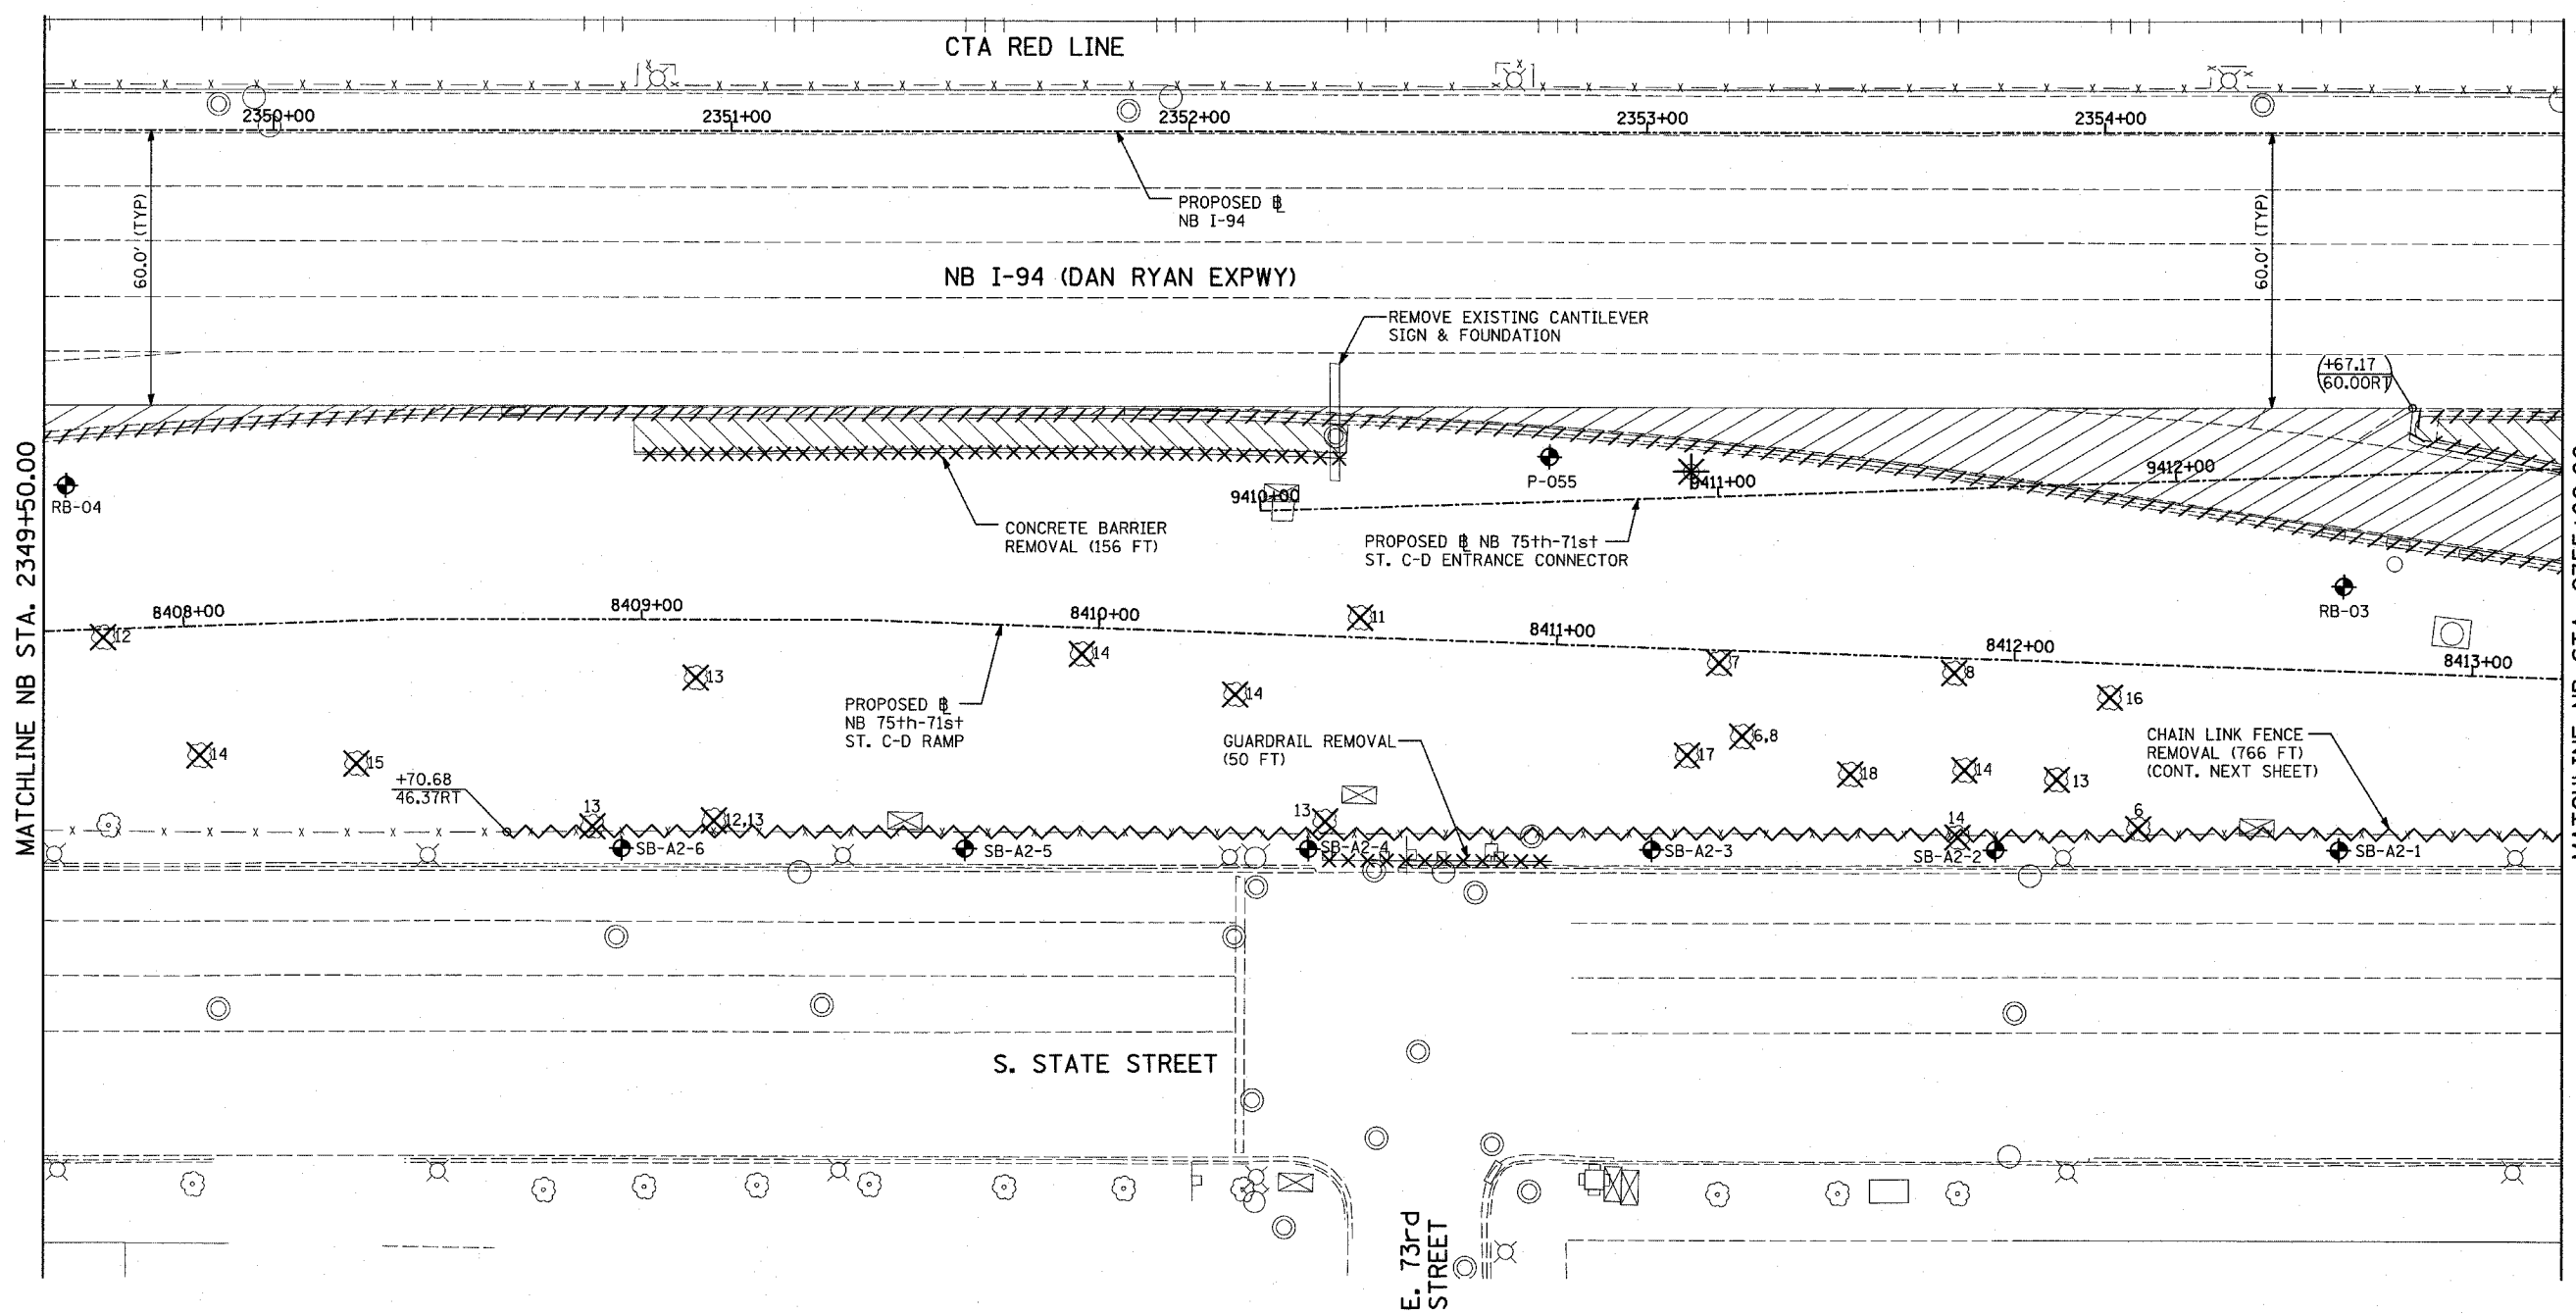 CTA RED LINE
2350+00
2351+00
2352+00
2353+00
2354+00
60.0' (TYP)
PROPOSED ℄
NB I-94
60.0' (TYP)
NB I-94 (DAN RYAN EXPWY)
REMOVE EXISTING CANTILEVER
SIGN & FOUNDATION
+67.17
60.00RT
MATCHLINE NB STA. 2349+50.00
RB-04
P-055
9410+00
9411+00
9412+00
CONCRETE BARRIER
REMOVAL (156 FT)
PROPOSED ℄ NB 75th-71st
ST. C-D ENTRANCE CONNECTOR
RB-03
8408+00
8409+00
8410+00
8411+00
8412+00
8413+00
12
11
13
14
14
7
8
16
PROPOSED ℄
NB 75th-71st
ST. C-D RAMP
GUARDRAIL REMOVAL
(50 FT)
CHAIN LINK FENCE
REMOVAL (766 FT)
(CONT. NEXT SHEET)
14
15
17
6,8
18
14
13
+70.68
46.37RT
13
12,13
13
14
6
SB-A2-6
SB-A2-5
SB-A2-4
SB-A2-3
SB-A2-2
SB-A2-1
S. STATE STREET
E. 73rd
STREET